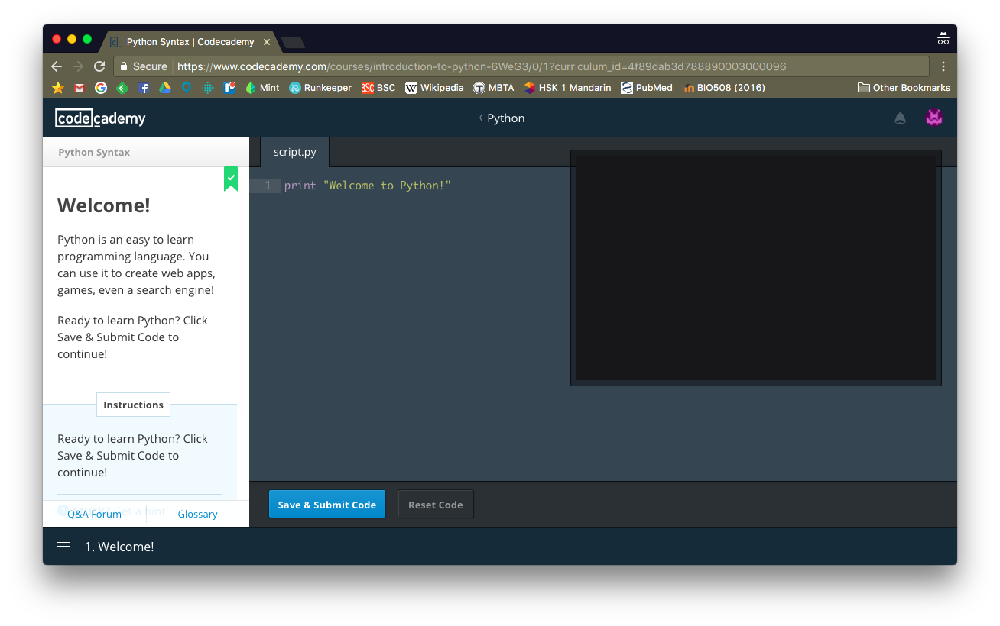 Python Syntax | Codecademy
Secure https://www.codecademy.com/courses/introduction-to-python-6WeG3/0/1?curriculum_id=4f89dab3d788890003000096
Mint Runkeeper BSC BSC Wikipedia MBTA HSK 1 Mandarin PubMed BIO508 (2016) Other Bookmarks
codecademy Python
Python Syntax
script.py
1 print "Welcome to Python!"
Welcome!
Python is an easy to learn
programming language. You
can use it to create web apps,
games, even a search engine!
Ready to learn Python? Click
Save & Submit Code to
continue!
Instructions
Ready to learn Python? Click
Save & Submit Code to
continue!
Stuck? Get a hint!
Q&A Forum Glossary
Save & Submit Code Reset Code
1. Welcome!